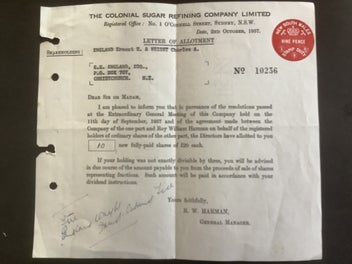 THE COLONIAL SUGAR REFINING COMPANY LIMITED
Registered Office: No. 1 O'Connell Street, Sydney, N.S.W.
Date, 25th October, 1957.
LETTER OF ALLOTMENT
NEW SOUTH WALES
NINE PENCE
STAMP DUTY
SHAREHOLDER:
ENGLAND Ernest C. & WRIGHT Charles A.
E.C. ENGLAND, ESQ.,
P.O. BOX 767,
CHRISTCHURCH. N.Z.
No 10236
DEAR SIR OR MADAM,
I am pleased to inform you that in pursuance of the resolutions passed
at the Extraordinary General Meeting of this Company held on the
11th day of September, 1957 and of the agreement made between the
Company of the one part and Roy William Harman on behalf of the registered
holders of ordinary shares of the other part, the Directors have allotted to you
10 new fully-paid shares of £20 each.
If your holding was not exactly divisible by three, you will be advised
in due course of the amount payable to you from the proceeds of sale of shares
representing fractions. Such amount will be paid in accordance with your
dividend instructions.
Yours faithfully,
R. W. HARMAN,
GENERAL MANAGER.